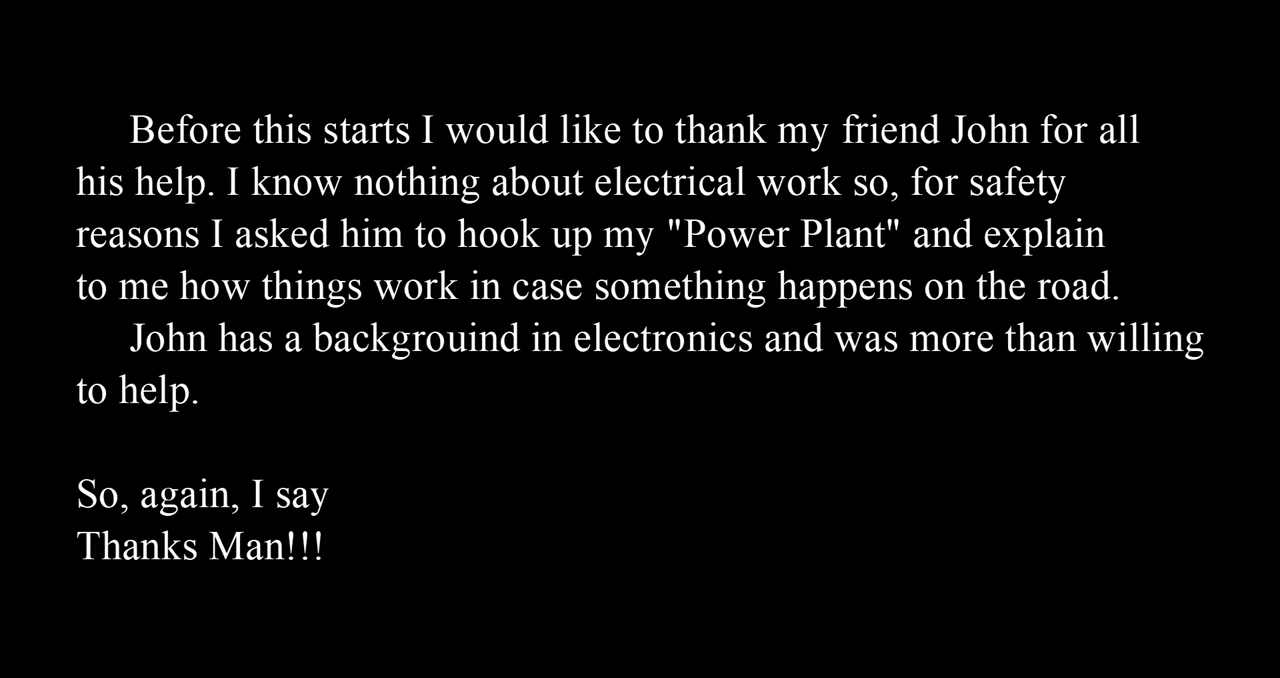 Before this starts I would like to thank my friend John for all
his help. I know nothing about electrical work so, for safety
reasons I asked him to hook up my "Power Plant" and explain
to me how things work in case something happens on the road.
John has a backgrouind in electronics and was more than willing
to help.
So, again, I say
Thanks Man!!!